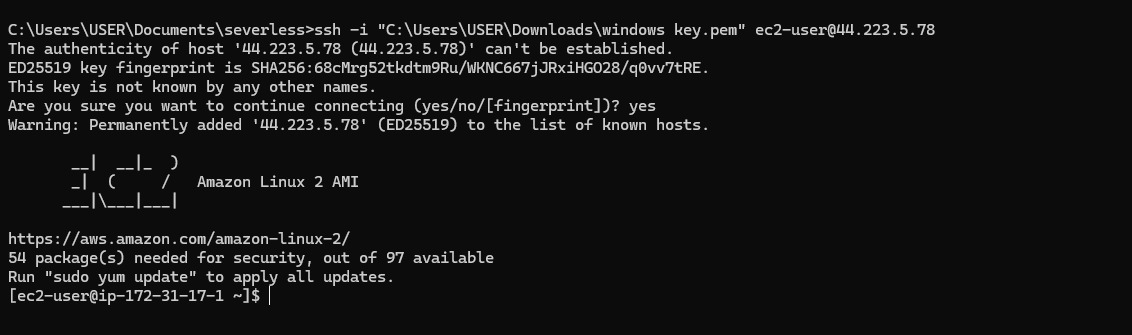 C:\Users\USER\Documents\severless>ssh -i "C:\Users\USER\Downloads\windows key.pem" ec2-user@44.223.5.78
The authenticity of host '44.223.5.78 (44.223.5.78)' can't be established.
ED25519 key fingerprint is SHA256:68cMrg52tkdtm9Ru/WKNC667jJRxiHGO28/q0vv7tRE.
This key is not known by any other names.
Are you sure you want to continue connecting (yes/no/[fingerprint])? yes
Warning: Permanently added '44.223.5.78' (ED25519) to the list of known hosts.
       __|  __|_  )
       _|  (     /   Amazon Linux 2 AMI
      ___|\___|___|
https://aws.amazon.com/amazon-linux-2/
54 package(s) needed for security, out of 97 available
Run "sudo yum update" to apply all updates.
[ec2-user@ip-172-31-17-1 ~]$